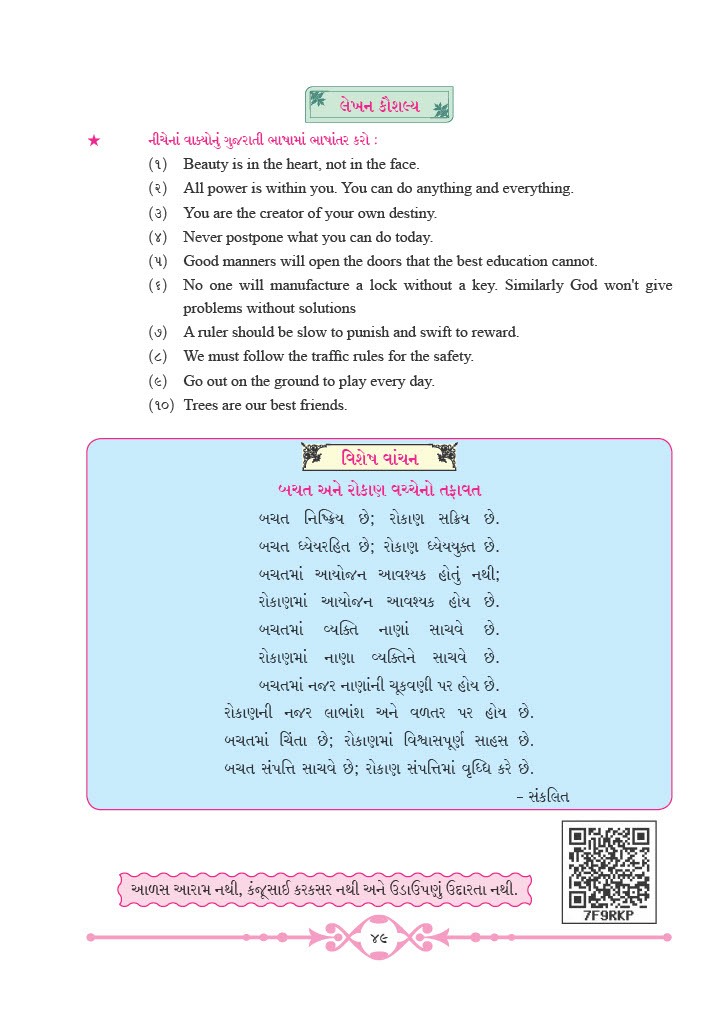 લેખન કૌશલ્ય
★ નીચેનાં વાક્યોનું ગુજરાતી ભાષામાં ભાષાંતર કરો :
(૧) Beauty is in the heart, not in the face.
(૨) All power is within you. You can do anything and everything.
(૩) You are the creator of your own destiny.
(૪) Never postpone what you can do today.
(૫) Good manners will open the doors that the best education cannot.
(૬) No one will manufacture a lock without a key. Similarly God won't give
problems without solutions
(૭) A ruler should be slow to punish and swift to reward.
(૮) We must follow the traffic rules for the safety.
(૯) Go out on the ground to play every day.
(૧૦) Trees are our best friends.
વિશેષ વાંચન
બચત અને રોકાણ વચ્ચેનો તફાવત
બચત નિષ્ક્રિય છે; રોકાણ સક્રિય છે.
બચત ધ્યેયરહિત છે; રોકાણ ધ્યેયયુક્ત છે.
બચતમાં આયોજન આવશ્યક હોતું નથી;
રોકાણમાં આયોજન આવશ્યક હોય છે.
બચતમાં વ્યક્તિ નાણાં સાચવે છે.
રોકાણમાં નાણા વ્યક્તિને સાચવે છે.
બચતમાં નજર નાણાંની ચૂકવણી પર હોય છે.
રોકાણની નજર લાભાંશ અને વળતર પર હોય છે.
બચતમાં ચિંતા છે; રોકાણમાં વિશ્વાસપૂર્ણ સાહસ છે.
બચત સંપત્તિ સાચવે છે; રોકાણ સંપત્તિમાં વૃધ્ધિ કરે છે.
– સંકલિત
આળસ આરામ નથી, કંજૂસાઈ કરકસર નથી અને ઉડાઉપણું ઉદારતા નથી.
7F9RKP
૪૯